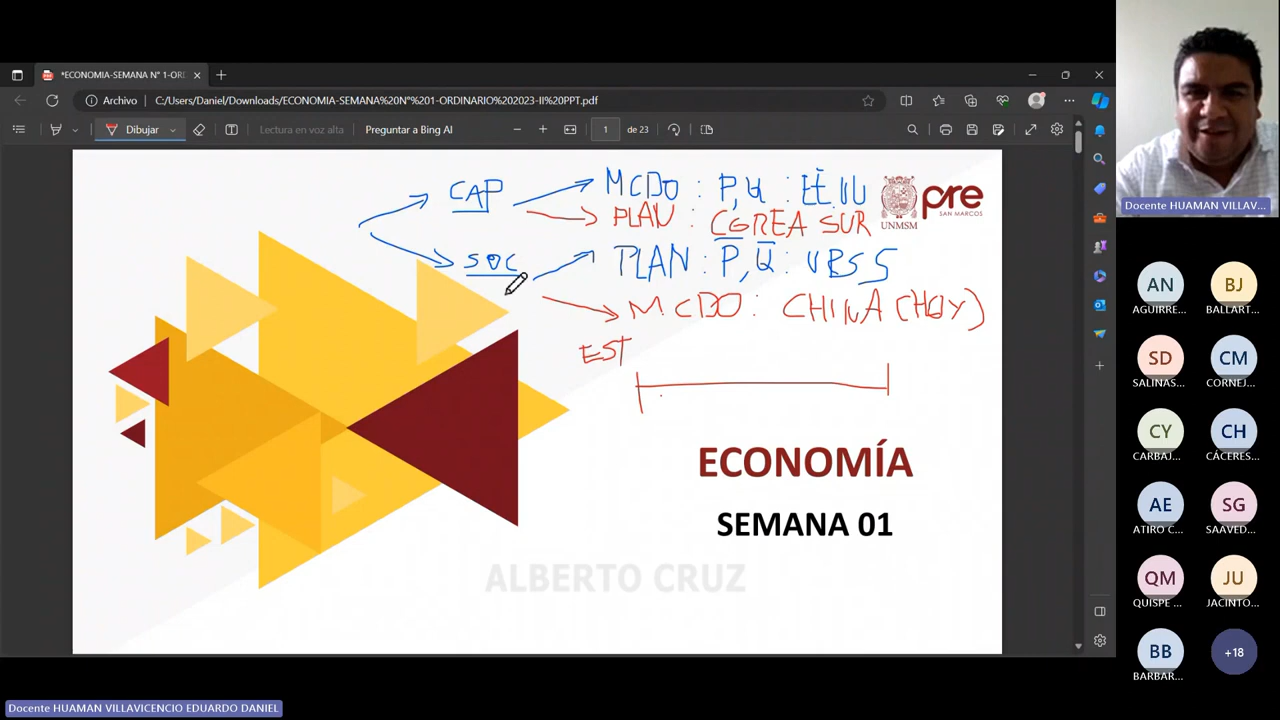 *ECONOMIA-SEMANA N° 1-ORD
Archivo C:/Users/Daniel/Downloads/ECONOMIA-SEMANA%20N°%201-ORDINARIO%202023-II%20PPT.pdf
Dibujar Lectura en voz alta Preguntar a Bing AI 1 de 23
CAP MCDO : P, Q : EE.UU
PLAN : COREA SUR
SOC PLAN : P, Q : URSS
MCDO : CHINA (HOY)
EST
UNMSM
pre
SAN MARCOS
ECONOMÍA
SEMANA 01
ALBERTO CRUZ
Docente HUAMAN VILLAV...
AN BJ
AGUIRRE... BALLART...
SD CM
SALINAS... CORNEJ...
CY CH
CARBAJ... CÁCERES...
AE SG
ATIRO C... SAAVED...
QM JU
QUISPE ... JACINTO...
BB +18
BARBAR...
Docente HUAMAN VILLAVICENCIO EDUARDO DANIEL